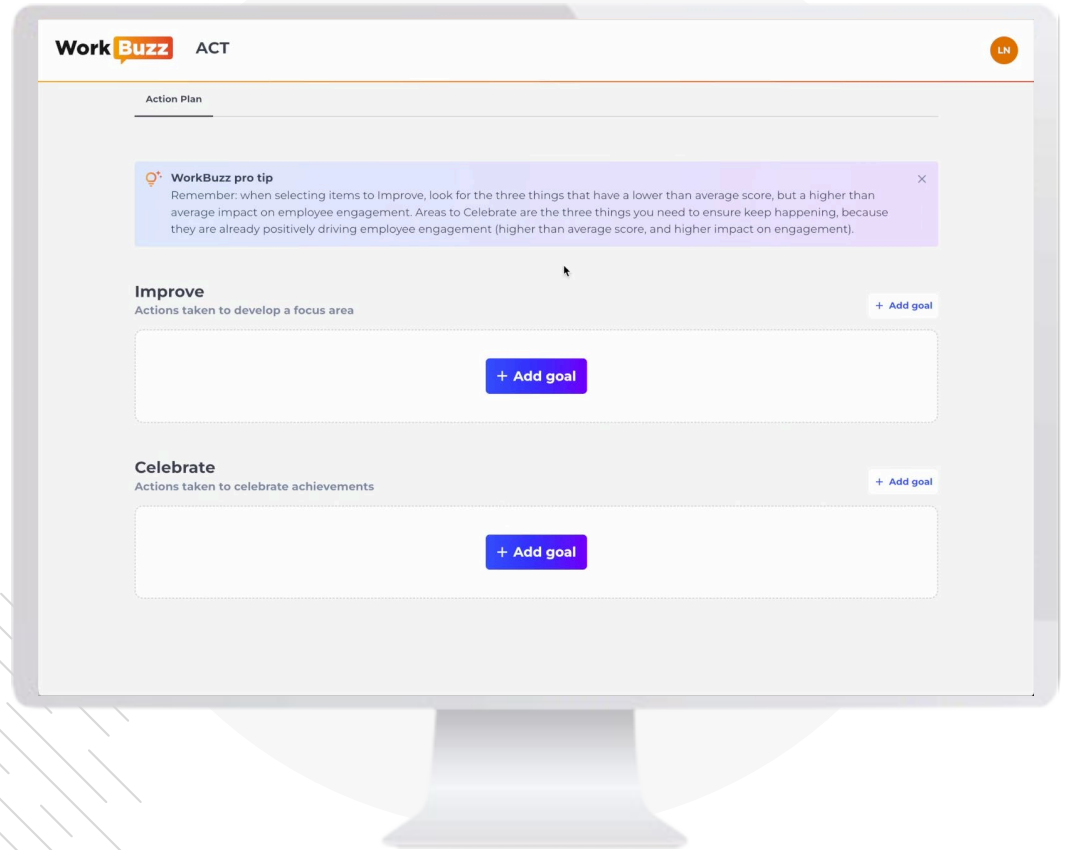 WorkBuzz ACT
LN
Action Plan
WorkBuzz pro tip
Remember: when selecting items to Improve, look for the three things that have a lower than average score, but a higher than
average impact on employee engagement. Areas to Celebrate are the three things you need to ensure keep happening, because
they are already positively driving employee engagement (higher than average score, and higher impact on engagement).
Improve
Actions taken to develop a focus area
+ Add goal
+ Add goal
Celebrate
Actions taken to celebrate achievements
+ Add goal
+ Add goal